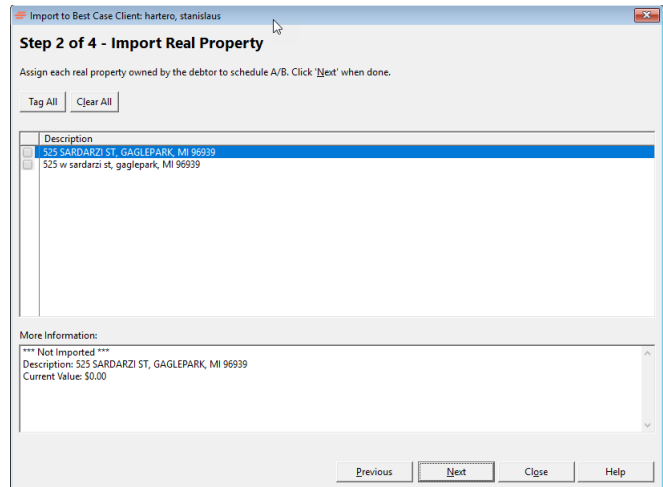 Import to Best Case Client: hartero, stanislaus
Step 2 of 4 - Import Real Property
Assign each real property owned by the debtor to schedule A/B. Click 'Next' when done.
Tag All Clear All
Description
525 SARDARZI ST, GAGLEPARK, MI 96939
525 w sardarzi st, gaglepark, MI 96939
More Information:
*** Not Imported ***
Description: 525 SARDARZI ST, GAGLEPARK, MI 96939
Current Value: $0.00
Previous Next Close Help